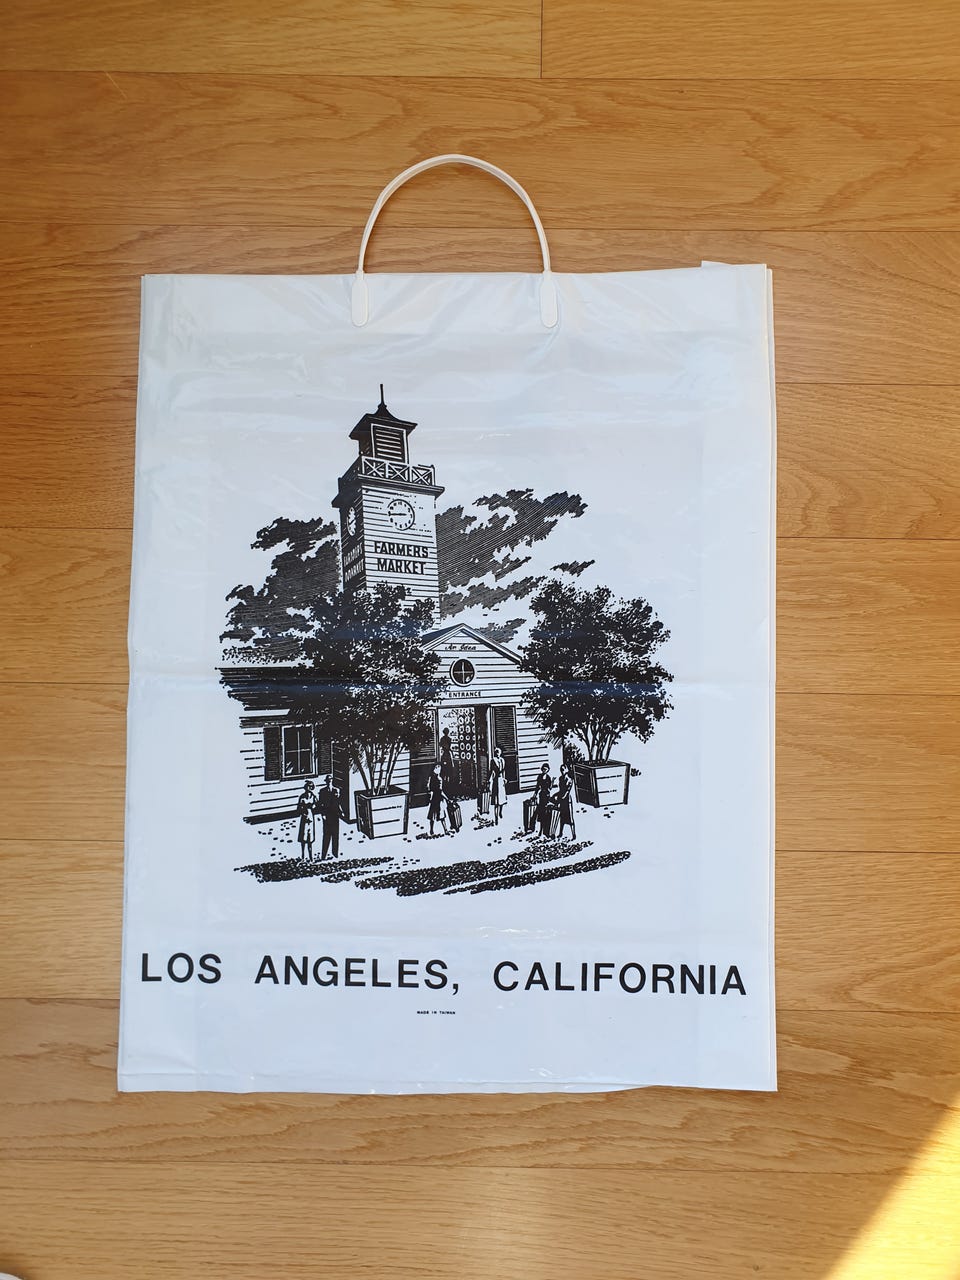 FARMERS
MARKET
An Idea
ENTRANCE
LOS ANGELES, CALIFORNIA
MADE IN TAIWAN